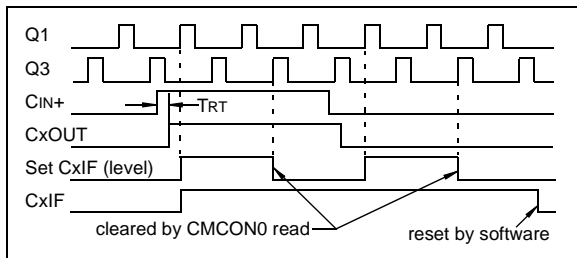 Q1
Q3
CIN+
TRT
CxOUT
Set CxIF (level)
CxIF
cleared by CMCON0 read
reset by software